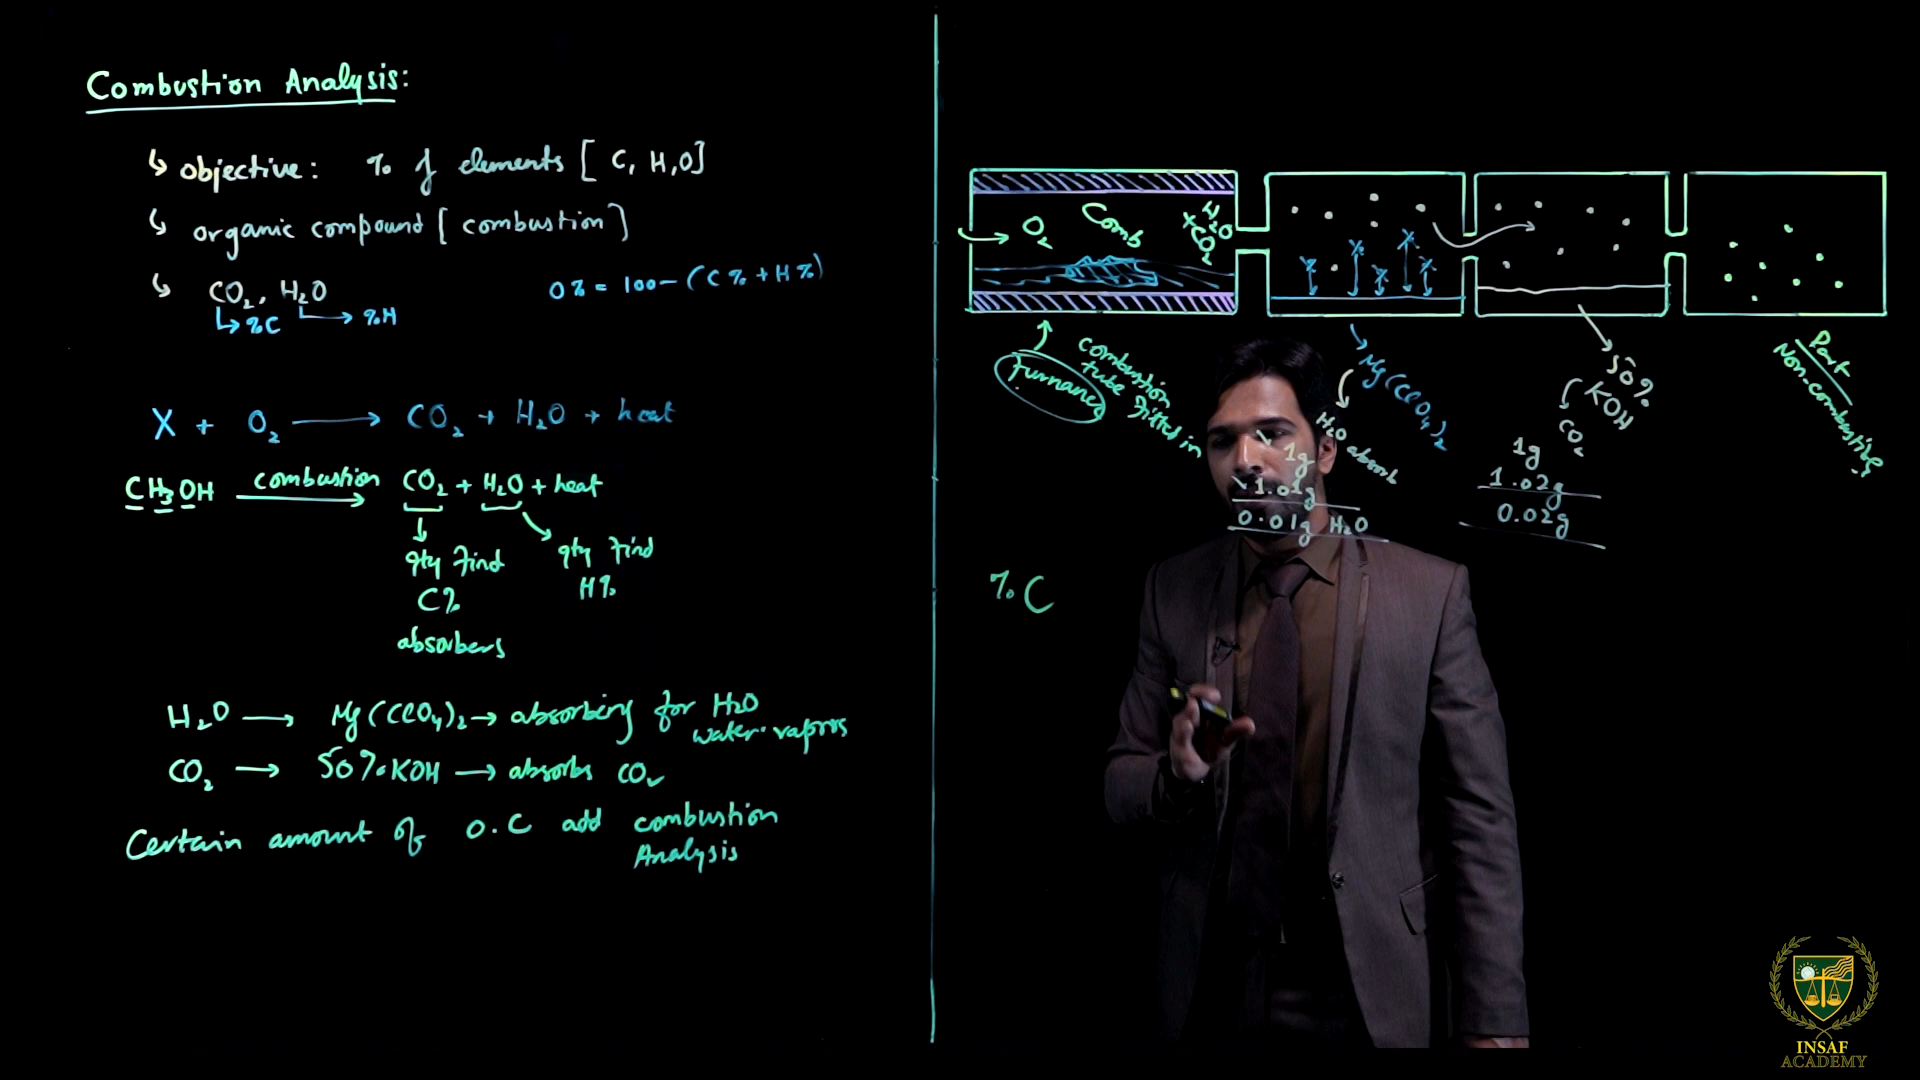 Combustion Analysis:
↳ objective: % of elements [C, H,O]
↳ organic compound [combustion]
↳ CO₂, H₂O
↳ %C → %H
O% = 100 - (C% + H%)
X + O₂ → CO₂ + H₂O + heat
CH₃OH combustion → CO₂ + H₂O + heat
qty find
C%
absorbers
qty find
H%
H₂O → Mg(ClO₄)₂ → absorbing for H₂O
water vapros
CO₂ → 50% KOH → absorbs CO₂
Certain amount of O.C add combustion
Analysis
O₂ Comb
H₂O
CO₂
furnance
combustion
tube fitted in
Mg(ClO₄)₂
H₂O absorb
1g
1.01g
0.01g H₂O
50%
KOH
CO₂
1g
1.02g
0.02g
Part
Non-combustive
%C
INSAF
ACADEMY